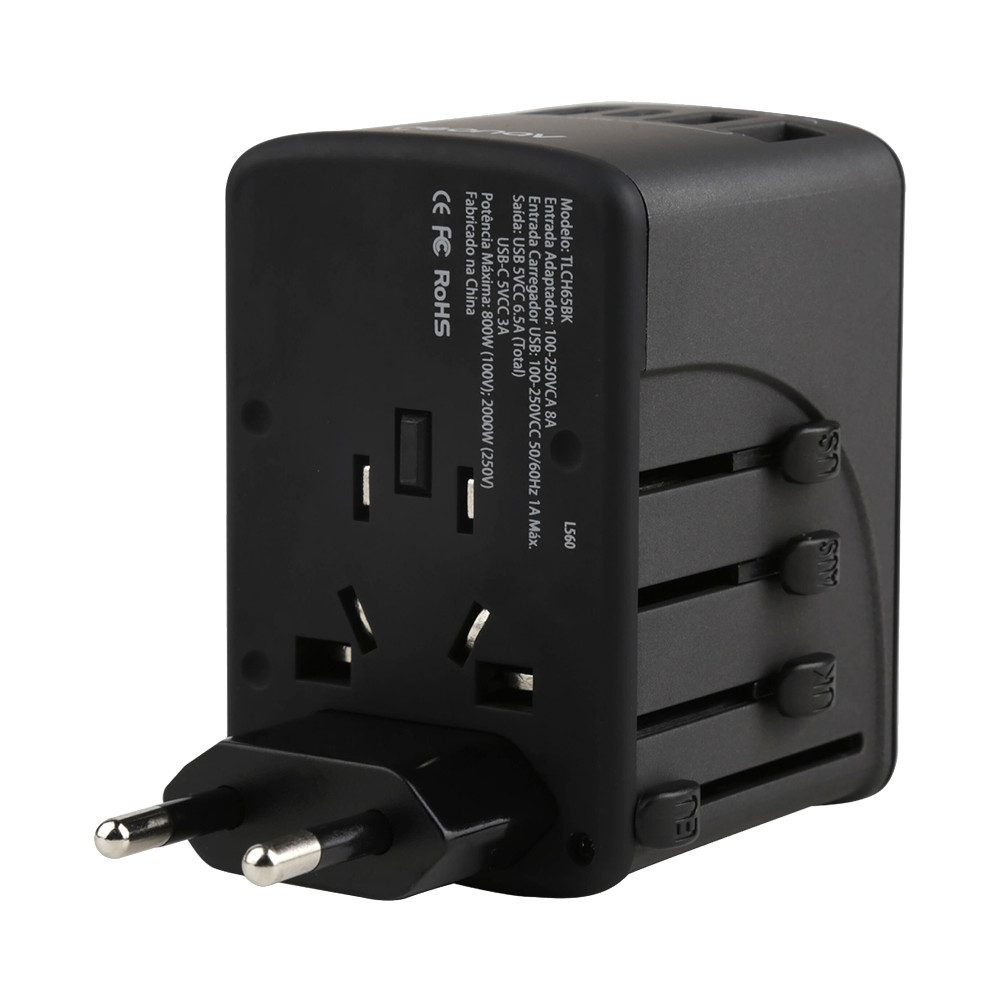 Modelo: TLCH65BK
Entrada Adaptador: 100-250VCA 8A
Entrada Carregador USB: 100-250VCC 50/60Hz 1A Máx.
Saída: USB 5VCC 6.5A (Total)
USB-C 5VCC 3A
Potência Máxima: 800W (100V); 2000W (250V)
Fabricado na China
CE FC RoHS
L560
US
AUS
UK
EU